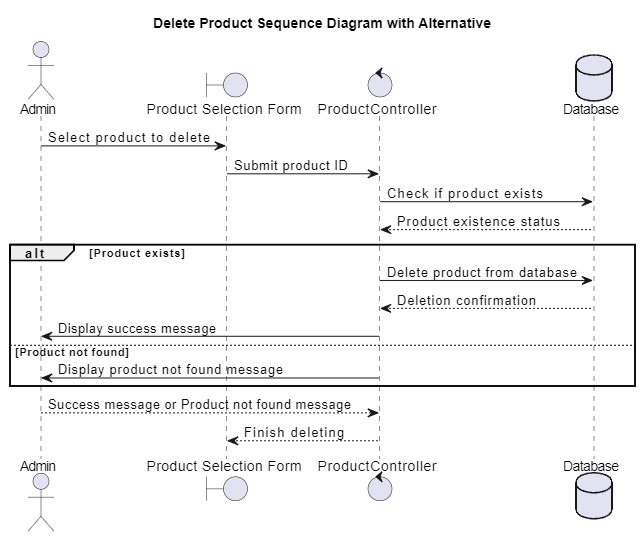 Delete Product Sequence Diagram with Alternative
Admin
Product Selection Form
ProductController
Database
Select product to delete
Submit product ID
Check if product exists
Product existence status
alt
[Product exists]
Delete product from database
Deletion confirmation
Display success message
[Product not found]
Display product not found message
Success message or Product not found message
Finish deleting
Admin
Product Selection Form
ProductController
Database